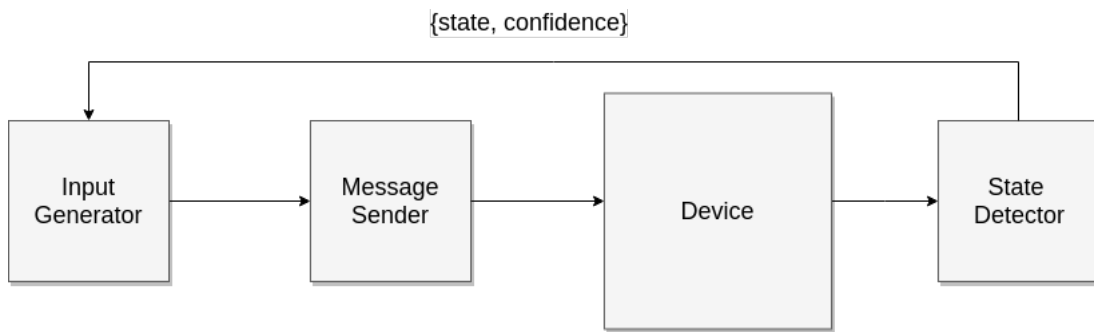 {state, confidence}
Input
Generator
Message
Sender
Device
State
Detector